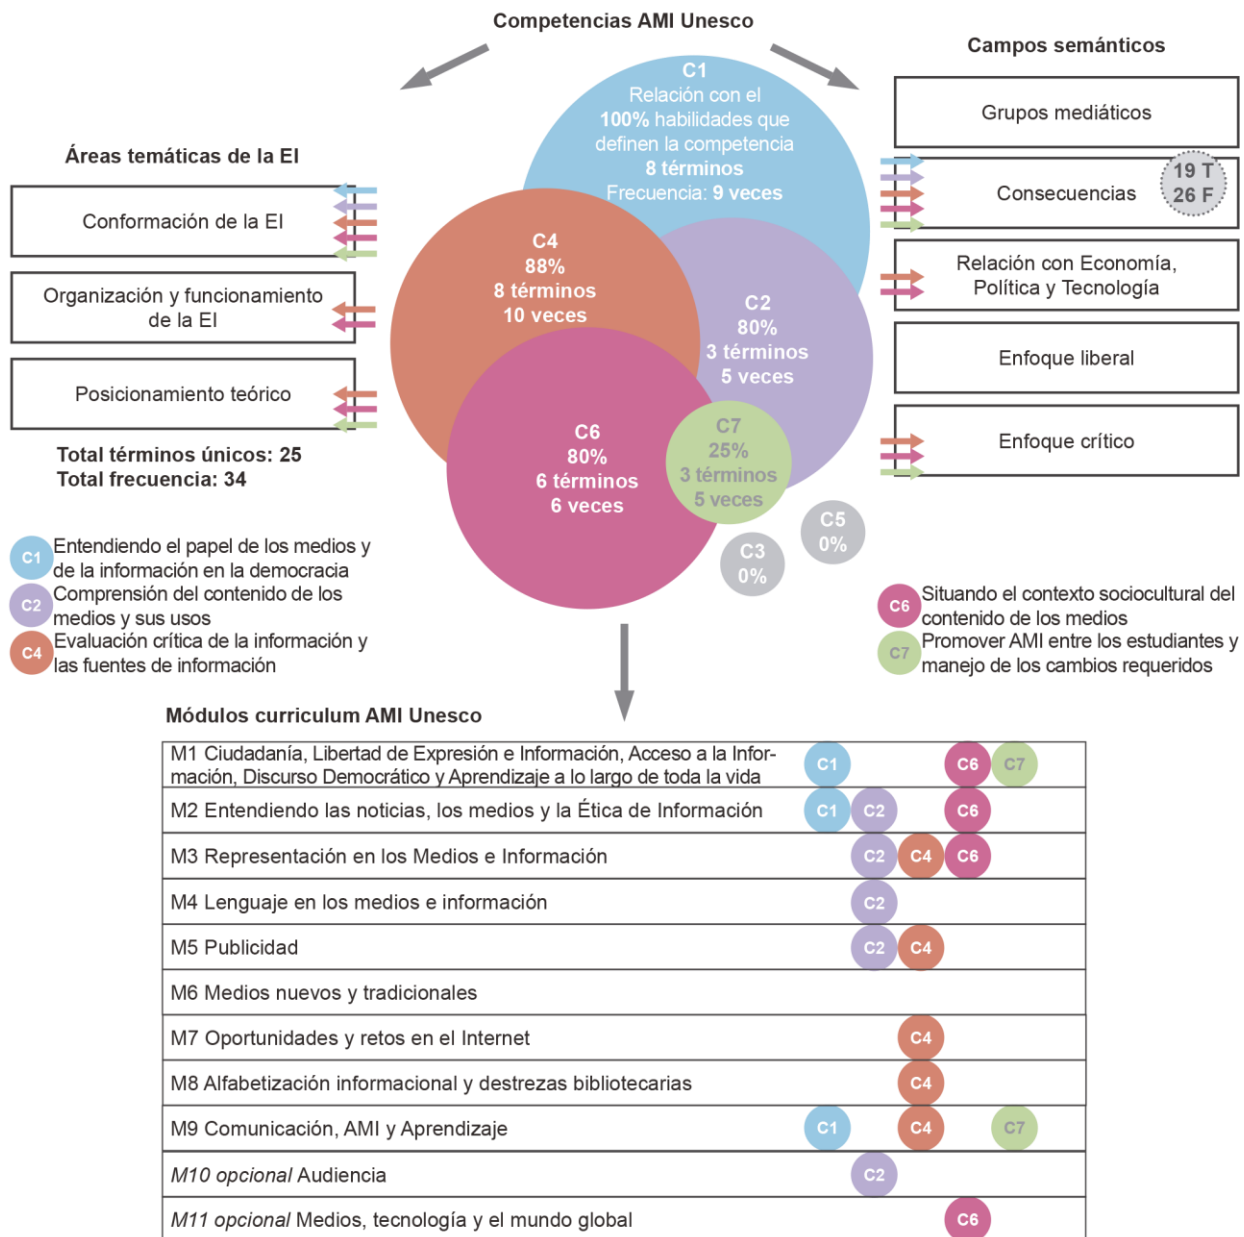 Competencias AMI Unesco
Áreas temáticas de la EI
Conformación de la EI
Organización y funcionamiento
de la EI
Posicionamiento teórico
Total términos únicos: 25
Total frecuencia: 34
C1
Relación con el
100% habilidades que
definen la competencia
8 términos
Frecuencia: 9 veces
C4
88%
8 términos
10 veces
C2
80%
3 términos
5 veces
C6
80%
6 términos
6 veces
C7
25%
3 términos
5 veces
C5
0%
C3
0%
Campos semánticos
Grupos mediáticos
Consecuencias
19 T
26 F
Relación con Economía,
Política y Tecnología
Enfoque liberal
Enfoque crítico
C1 Entendiendo el papel de los medios y
de la información en la democracia
C2 Comprensión del contenido de los
medios y sus usos
C4 Evaluación crítica de la información y
las fuentes de información
C6 Situando el contexto sociocultural del
contenido de los medios
C7 Promover AMI entre los estudiantes y
manejo de los cambios requeridos
Módulos curriculum AMI Unesco
M1 Ciudadanía, Libertad de Expresión e Información, Acceso a la Infor-
mación, Discurso Democrático y Aprendizaje a lo largo de toda la vida C1 C6 C7
M2 Entendiendo las noticias, los medios y la Ética de Información C1 C2 C6
M3 Representación en los Medios e Información C2 C4 C6
M4 Lenguaje en los medios e información C2
M5 Publicidad C2 C4
M6 Medios nuevos y tradicionales
M7 Oportunidades y retos en el Internet C4
M8 Alfabetización informacional y destrezas bibliotecarias C4
M9 Comunicación, AMI y Aprendizaje C1 C4 C7
M10 opcional Audiencia C2
M11 opcional Medios, tecnología y el mundo global C6